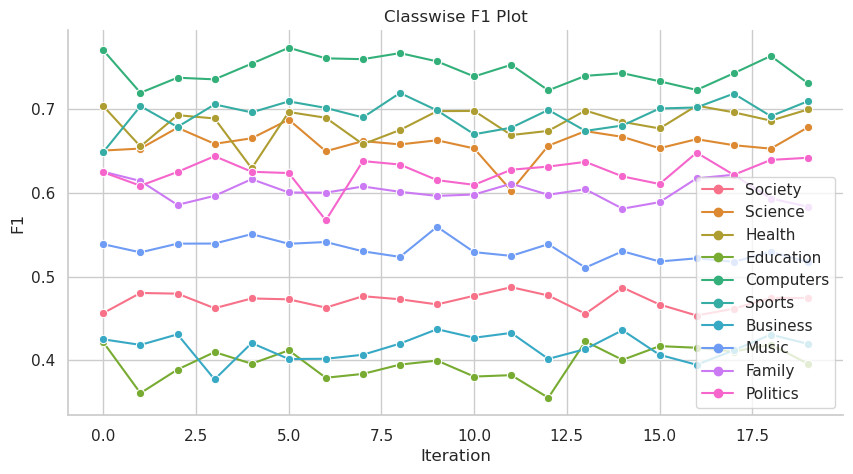 Classwise F1 Plot
F1
0.7
0.6
0.5
0.4
0.0
2.5
5.0
7.5
10.0
12.5
15.0
17.5
Iteration
Society
Science
Health
Education
Computers
Sports
Business
Music
Family
Politics